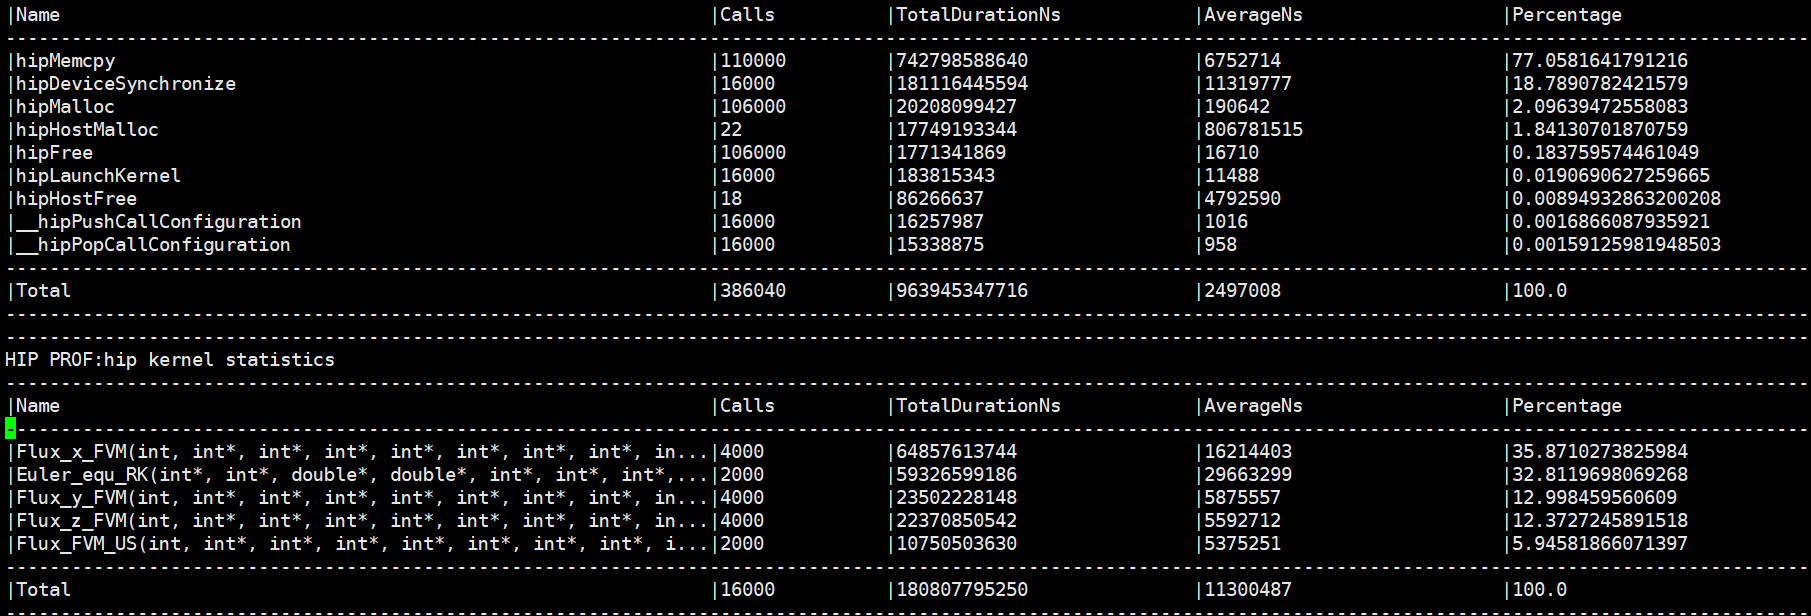 |Name |Calls |TotalDurationNs |AverageNs |Percentage
|hipMemcpy |110000 |742798588640 |6752714 |77.0581641791216
|hipDeviceSynchronize |16000 |181116445594 |11319777 |18.7890782421579
|hipMalloc |106000 |20208099427 |190642 |2.09639472558083
|hipHostMalloc |22 |17749193344 |806781515 |1.84130701870759
|hipFree |106000 |1771341869 |16710 |0.183759574461049
|hipLaunchKernel |16000 |183815343 |11488 |0.0190690627259665
|hipHostFree |18 |86266637 |4792590 |0.00894932863200208
|__hipPushCallConfiguration |16000 |16257987 |1016 |0.0016866087935921
|__hipPopCallConfiguration |16000 |15338875 |958 |0.00159125981948503
|Total |386040 |963945347716 |2497008 |100.0
HIP PROF:hip kernel statistics
|Name |Calls |TotalDurationNs |AverageNs |Percentage
|Flux_x_FVM(int, int*, int*, int*, int*, int*, int*, int*, in...|4000 |64857613744 |16214403 |35.8710273825984
|Euler_equ_RK(int*, int*, double*, double*, int*, int*, int*,...|2000 |59326599186 |29663299 |32.8119698069268
|Flux_y_FVM(int, int*, int*, int*, int*, int*, int*, int*, in...|4000 |23502228148 |5875557 |12.998459560609
|Flux_z_FVM(int, int*, int*, int*, int*, int*, int*, int*, in...|4000 |22370850542 |5592712 |12.3727245891518
|Flux_FVM_US(int, int*, int*, int*, int*, int*, int*, int*, i...|2000 |10750503630 |5375251 |5.94581866071397
|Total |16000 |180807795250 |11300487 |100.0